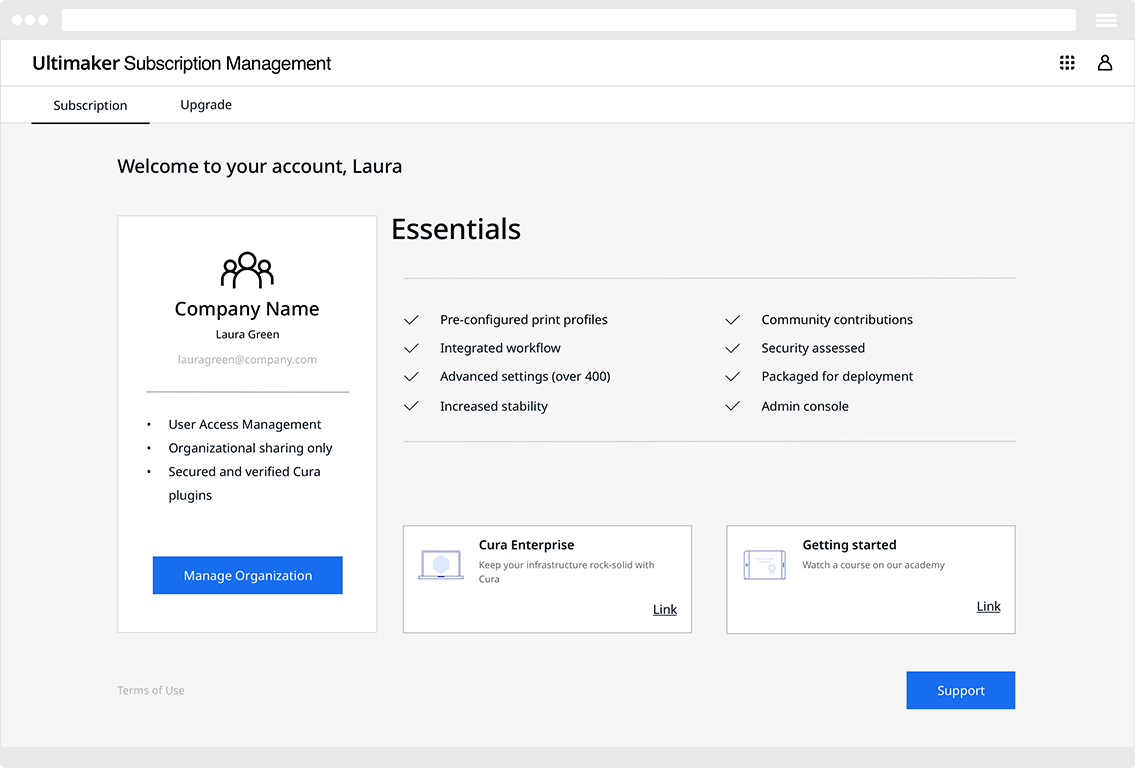 Ultimaker Subscription Management
Subscription
Upgrade
Welcome to your account, Laura
Company Name
Laura Green
lauragreen@company.com
• User Access Management
• Organizational sharing only
• Secured and verified Cura
plugins
Manage Organization
Essentials
Pre-configured print profiles
Integrated workflow
Advanced settings (over 400)
Increased stability
Community contributions
Security assessed
Packaged for deployment
Admin console
Cura Enterprise
Keep your infrastructure rock-solid with
Cura
Link
Getting started
Watch a course on our academy
Link
Terms of Use
Support